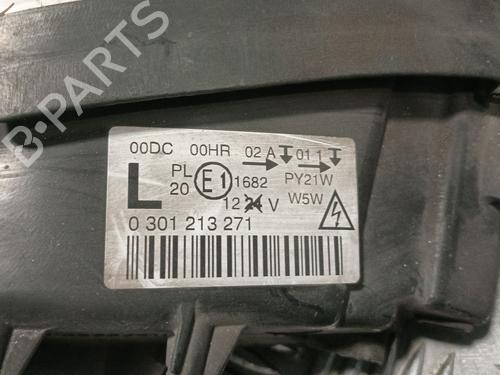 00DC 00HR 02 A 01 1
L PL E1 1682 PY21W
20 W5W
12 24 V
0 301 213 271
B-PARTS